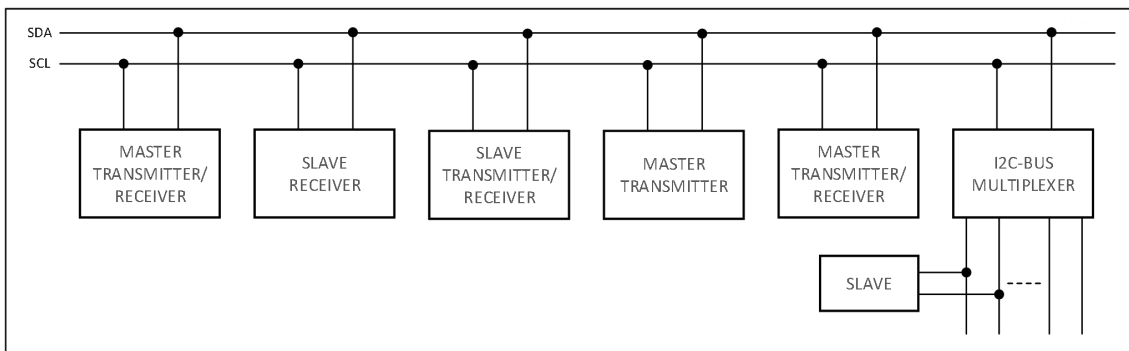 SDA
SCL
MASTER
TRANSMITTER/
RECEIVER
SLAVE
RECEIVER
SLAVE
TRANSMITTER/
RECEIVER
MASTER
TRANSMITTER
MASTER
TRANSMITTER/
RECEIVER
I2C-BUS
MULTIPLEXER
SLAVE